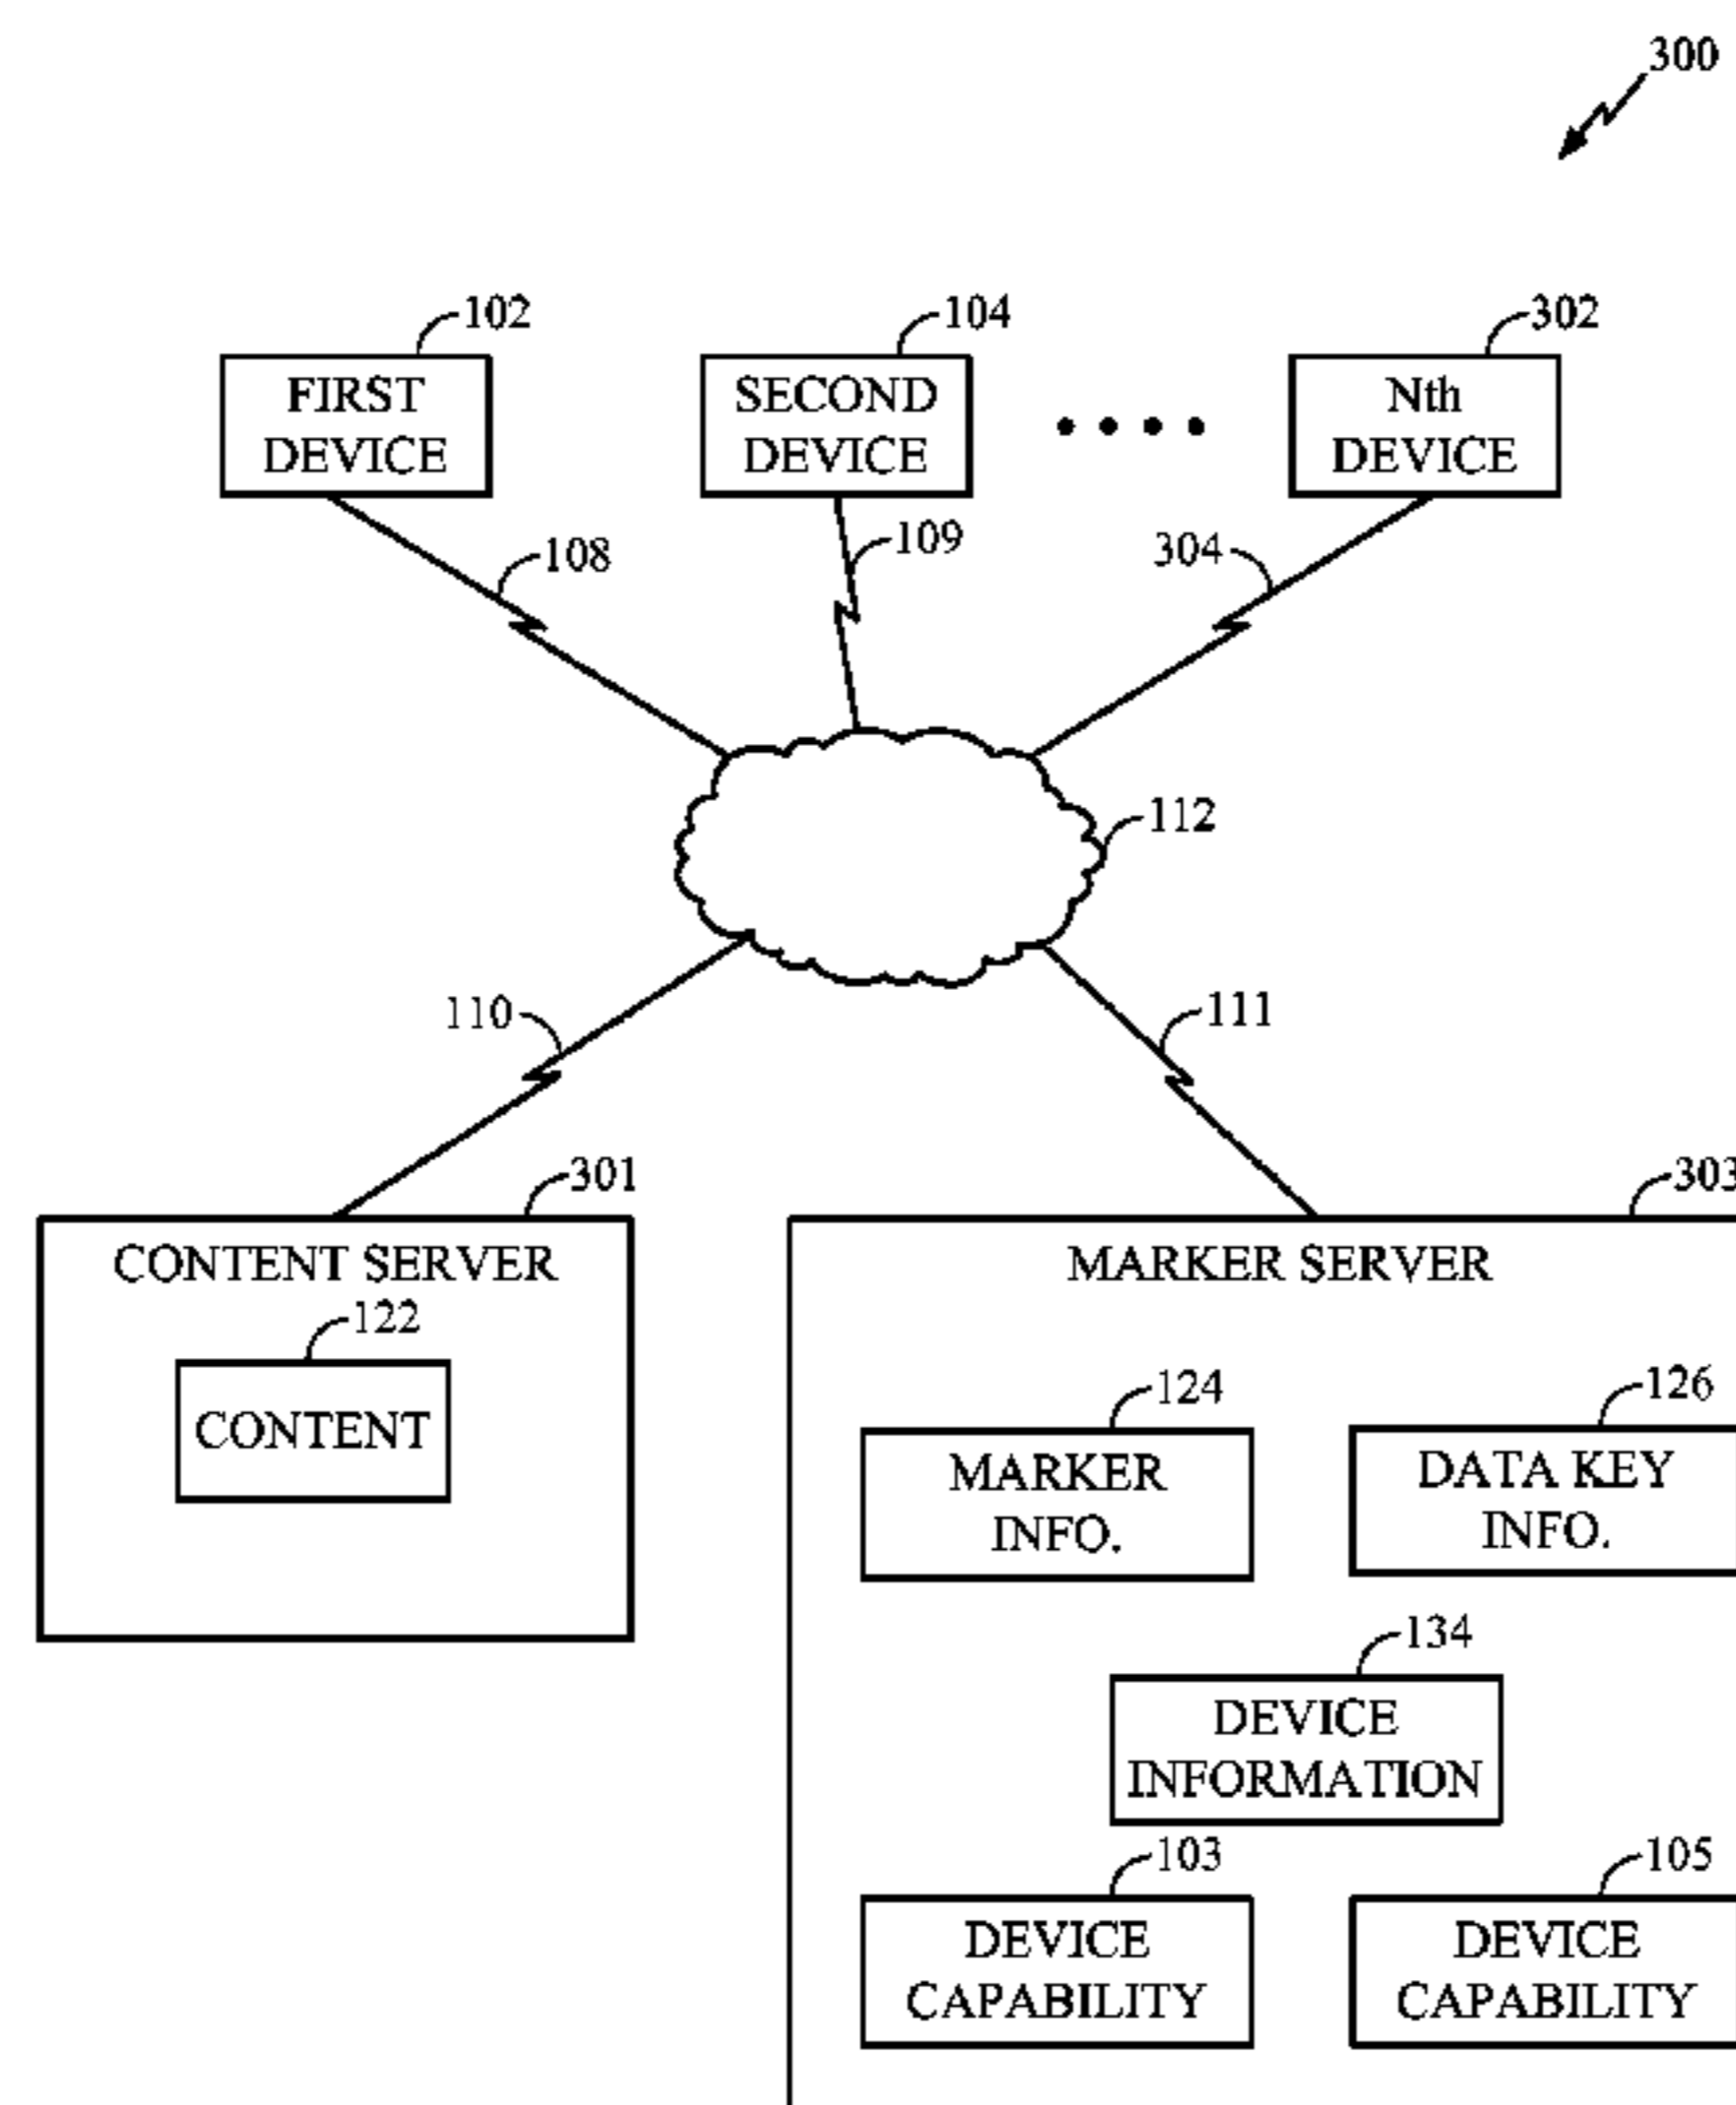 300
102
104
302
FIRST
DEVICE
SECOND
DEVICE
Nth
DEVICE
108
109
304
112
110
111
301
303
CONTENT SERVER
122
CONTENT
MARKER SERVER
124
126
MARKER
INFO.
DATA KEY
INFO.
134
DEVICE
INFORMATION
103
105
DEVICE
CAPABILITY
DEVICE
CAPABILITY